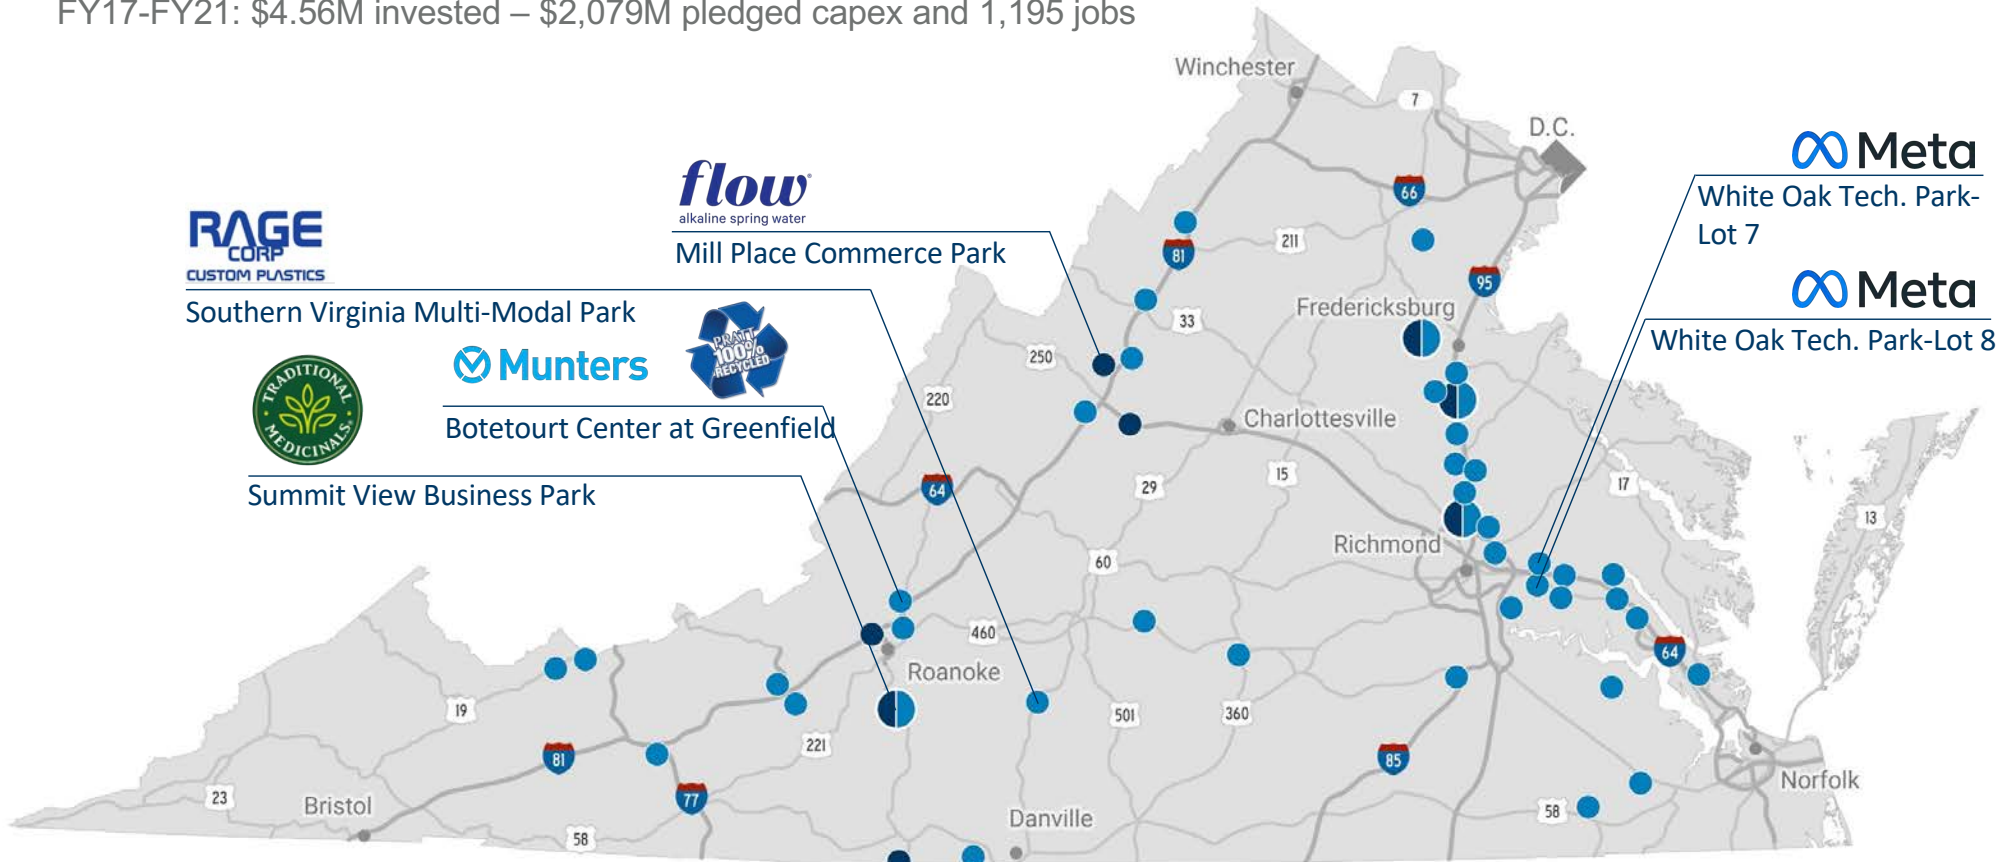 FY17-FY21: $4.56M invested – $2,079M pledged capex and 1,195 jobs
Winchester
7
D.C.
Meta
White Oak Tech. Park-
Lot 7
flow
alkaline spring water
Mill Place Commerce Park
66
81
211
95
Meta
White Oak Tech. Park-Lot 8
RAGE
CORP
CUSTOM PLASTICS
Southern Virginia Multi-Modal Park
33
Fredericksburg
TRADITIONAL
MEDICINALS
Munters
PRATT
100%
RECYCLED
Botetourt Center at Greenfield
250
220
Charlottesville
Summit View Business Park
64
29
15
17
13
60
Richmond
460
Roanoke
64
19
221
501
360
81
85
77
23
Bristol
58
Danville
58
Norfolk